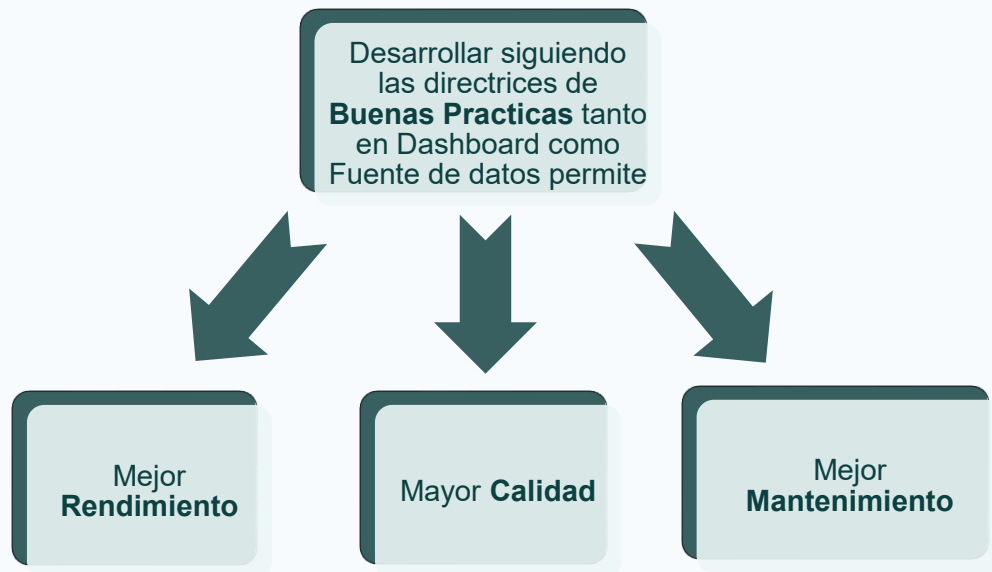 Desarrollar siguiendo
las directrices de
Buenas Practicas tanto
en Dashboard como
Fuente de datos permite
Mejor
Rendimiento
Mayor Calidad
Mejor
Mantenimiento